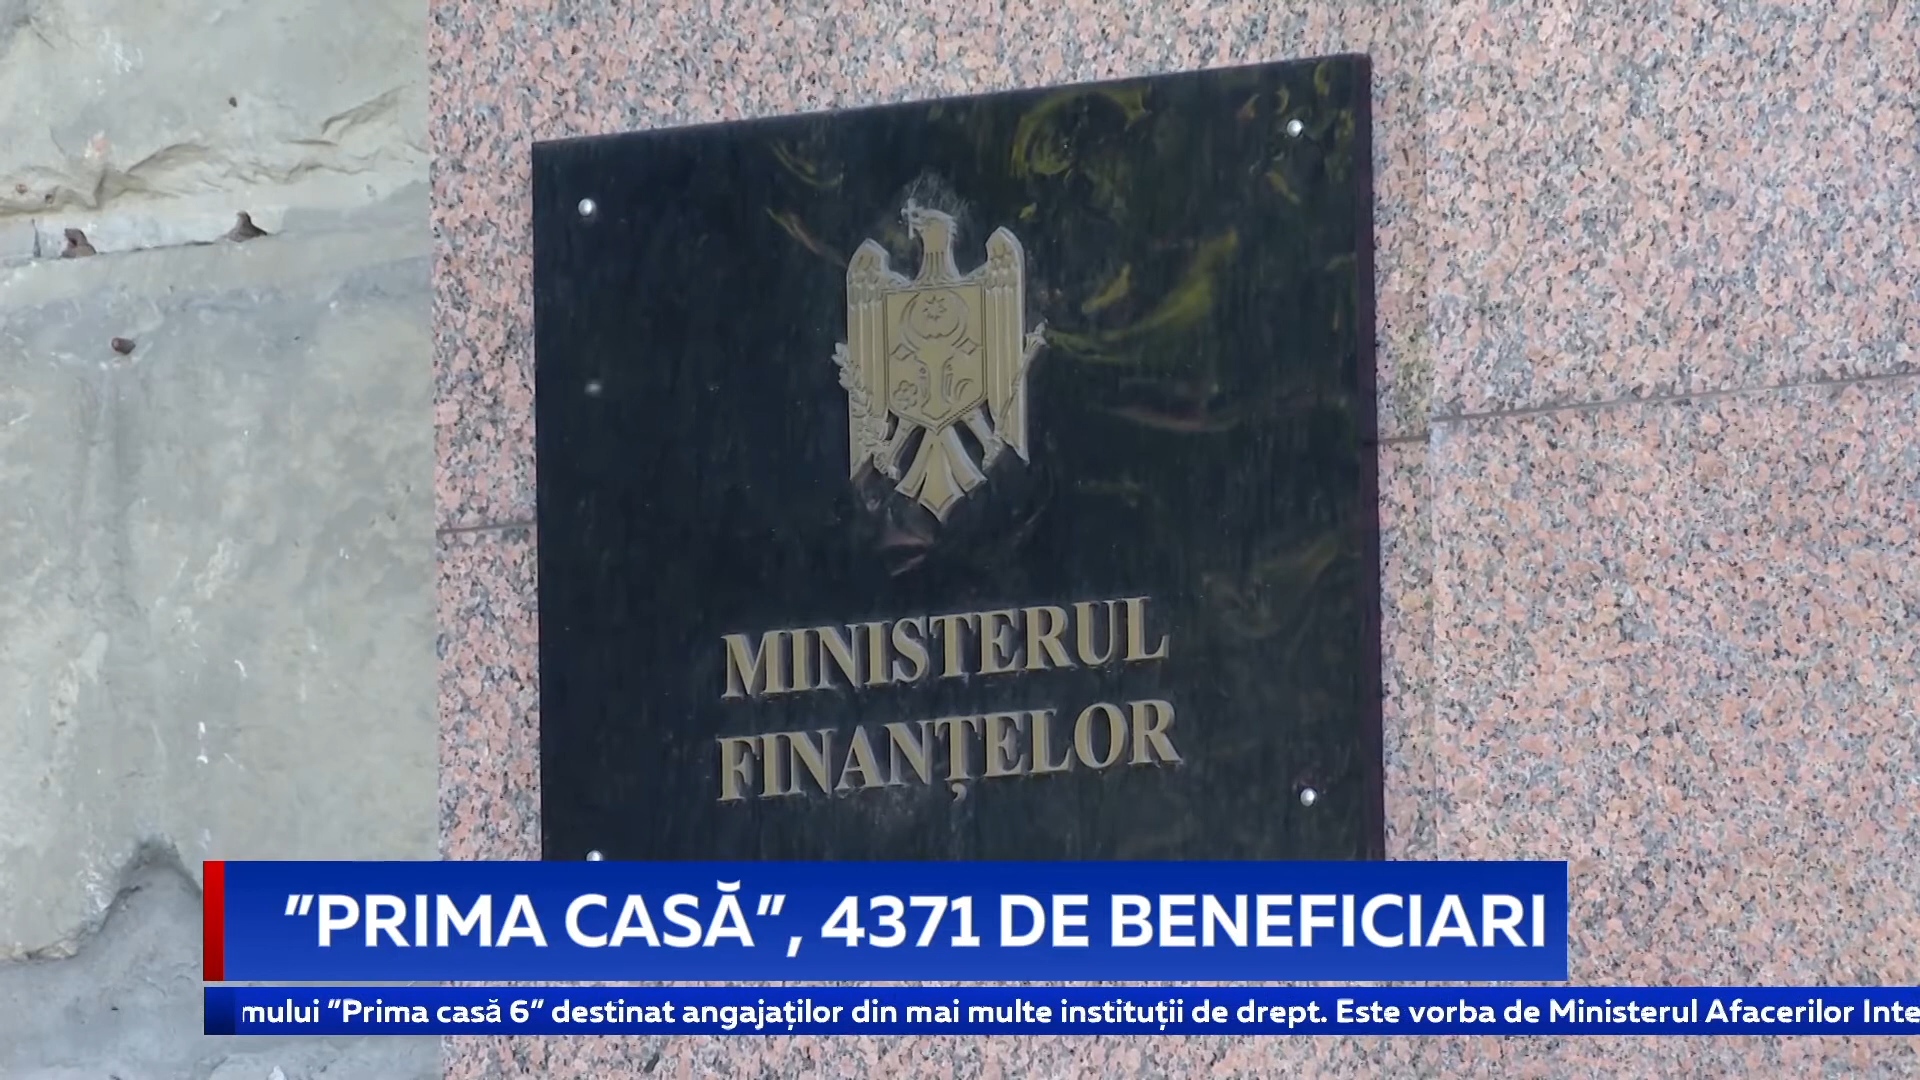 MINISTERUL
FINANȚELOR
”PRIMA CASĂ”, 4371 DE BENEFICIARI
mului ”Prima casă 6” destinat angajaților din mai multe instituții de drept. Este vorba de Ministerul Afacerilor Inte